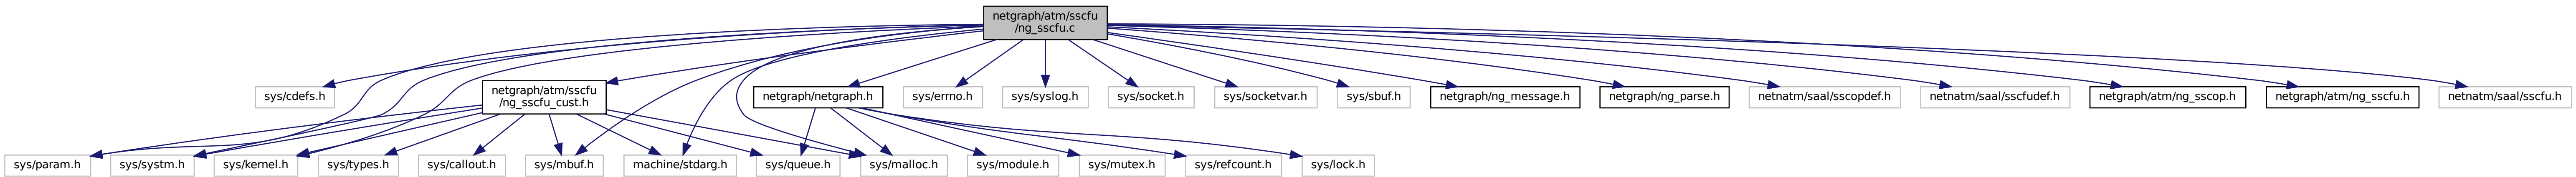 netgraph/atm/sscfu
/ng_sscfu.c
sys/cdefs.h
netgraph/atm/sscfu
/ng_sscfu_cust.h
netgraph/netgraph.h
sys/errno.h
sys/syslog.h
sys/socket.h
sys/socketvar.h
sys/sbuf.h
netgraph/ng_message.h
netgraph/ng_parse.h
netnatm/saal/sscopdef.h
netnatm/saal/sscfudef.h
netgraph/atm/ng_sscop.h
netgraph/atm/ng_sscfu.h
netnatm/saal/sscfu.h
sys/param.h
sys/systm.h
sys/kernel.h
sys/types.h
sys/callout.h
sys/mbuf.h
machine/stdarg.h
sys/queue.h
sys/malloc.h
sys/module.h
sys/mutex.h
sys/refcount.h
sys/lock.h